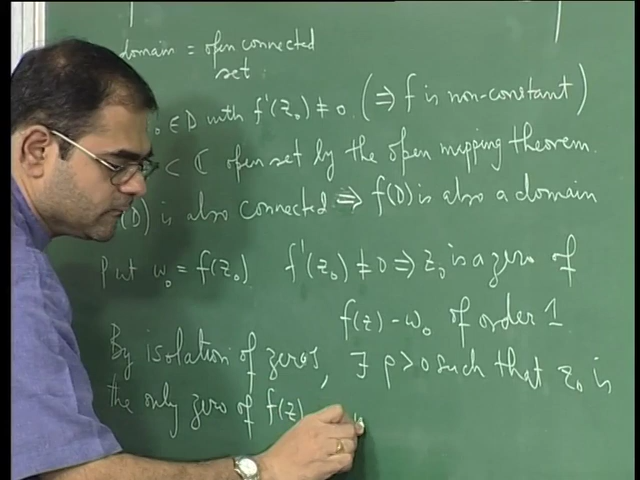 domain = open connected
set
∈ D with f'(z₀) ≠ 0. (⇒ f is non-constant)
⊂ ℂ open set by the open mapping theorem.
(D) is also connected ⇒ f(D) is also a domain
Put w₀ = f(z₀) f'(z₀) ≠ 0 ⇒ z₀ is a zero of
f(z) - w₀ of order 1.
By isolation of zeros, ∃ ρ > 0 such that z₀ is
the only zero of f(z)